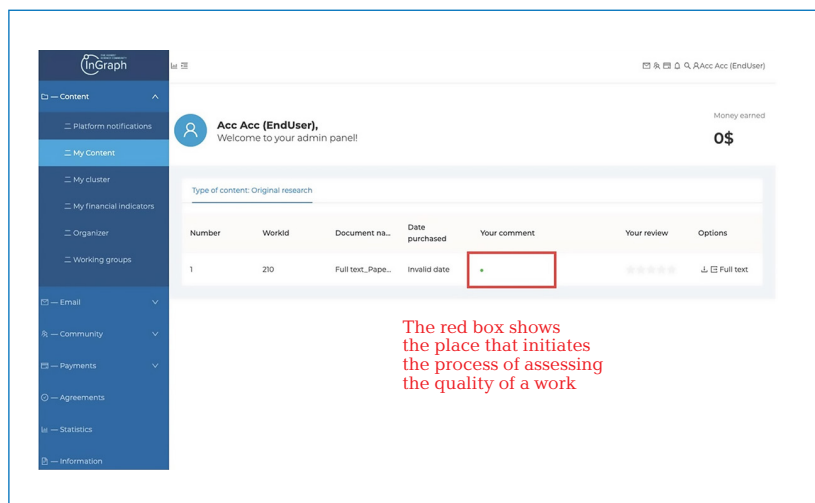 InGraph
Acc Acc (EndUser)
Content
Platform notifications
My Content
My cluster
My financial indicators
Organizer
Working groups
Email
Community
Payments
Agreements
Statistics
Information
Acc Acc (EndUser),
Welcome to your admin panel!
Money earned
0$
Type of content: Original research
Number WorkId Document na... Date purchased Your comment Your review Options
1 210 Full text_Pape... Invalid date Full text
The red box shows
the place that initiates
the process of assessing
the quality of a work